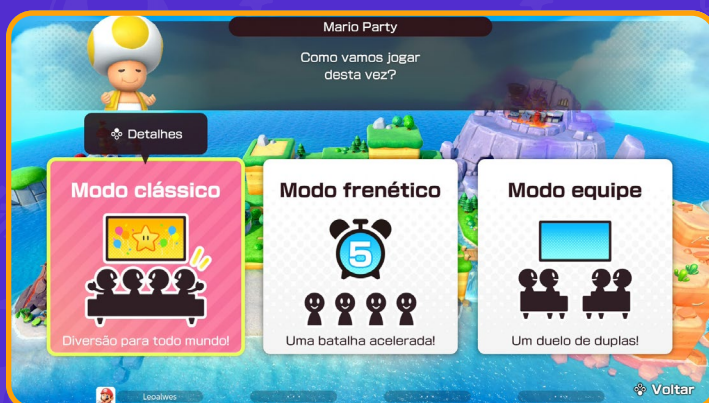 Mario Party
Como vamos jogar
desta vez?
Detalhes
Modo clássico
Diversão para todo mundo!
Modo frenético
5
Uma batalha acelerada!
Modo equipe
Um duelo de duplas!
Voltar
Leoalwes
...
...
...